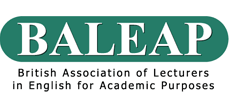 BALEAP
British Association of Lecturers
in English for Academic Purposes